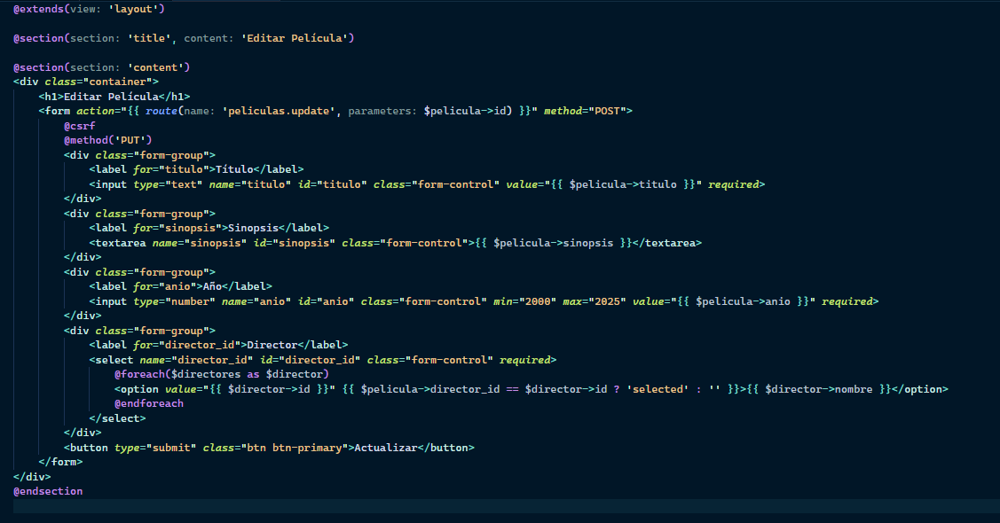 @extends(view: 'layout')
@section(section: 'title', content: 'Editar Película')
@section(section: 'content')
<div class="container">
<h1>Editar Película</h1>
<form action="{{ route(name: 'peliculas.update', parameters: $pelicula->id) }}" method="POST">
@csrf
@method('PUT')
<div class="form-group">
<label for="titulo">Título</label>
<input type="text" name="titulo" id="titulo" class="form-control" value="{{ $pelicula->titulo }}" required>
</div>
<div class="form-group">
<label for="sinopsis">Sinopsis</label>
<textarea name="sinopsis" id="sinopsis" class="form-control">{{ $pelicula->sinopsis }}</textarea>
</div>
<div class="form-group">
<label for="anio">Año</label>
<input type="number" name="anio" id="anio" class="form-control" min="2000" max="2025" value="{{ $pelicula->anio }}" required>
</div>
<div class="form-group">
<label for="director_id">Director</label>
<select name="director_id" id="director_id" class="form-control" required>
@foreach($directores as $director)
<option value="{{ $director->id }}" {{ $pelicula->director_id == $director->id ? 'selected' : '' }}>{{ $director->nombre }}</option>
@endforeach
</select>
</div>
<button type="submit" class="btn btn-primary">Actualizar</button>
</form>
</div>
@endsection